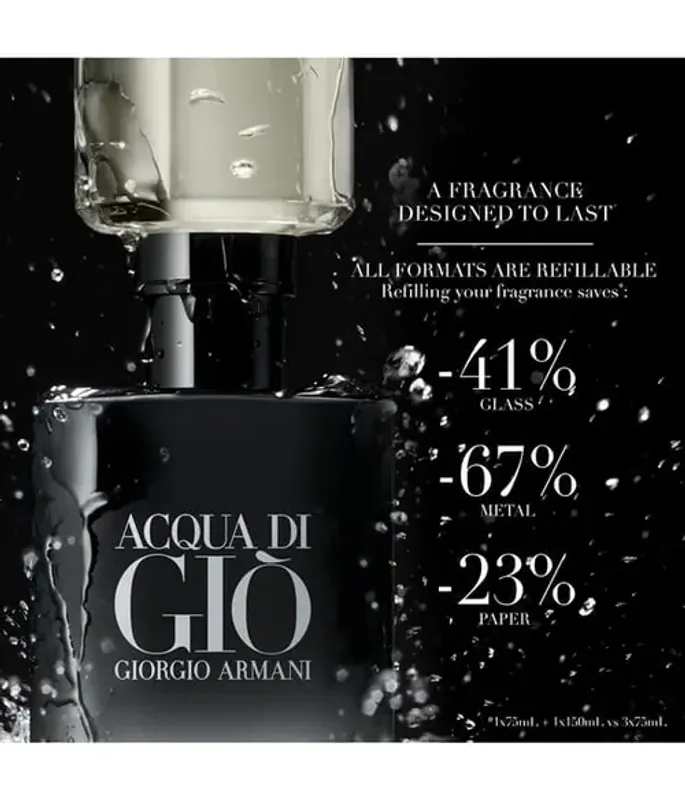 A FRAGRANCE
DESIGNED TO LAST
ALL FORMATS ARE REFILLABLE
Refilling your fragrance saves*:
-41%
GLASS
-67%
METAL
-23%
PAPER
ACQUA DI
GIÒ
GIORGIO ARMANI
*1x75mL + 1x150mL vs 3x75mL